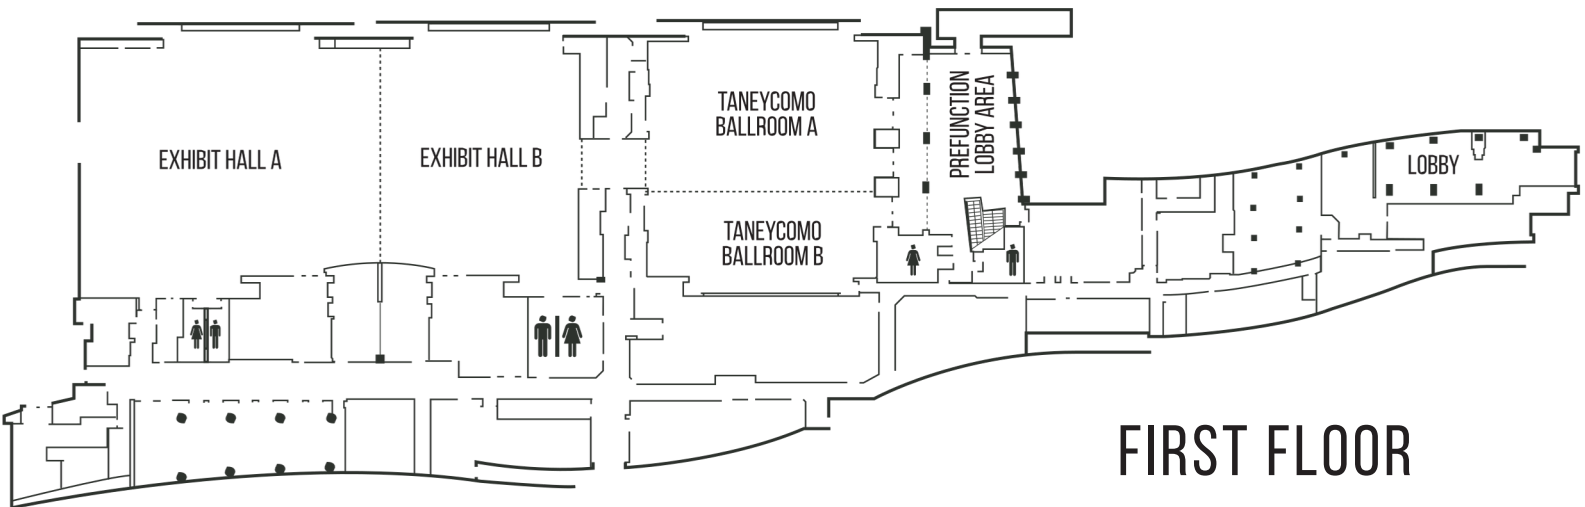 EXHIBIT HALL A
EXHIBIT HALL B
TANEYCOMO
BALLROOM A
TANEYCOMO
BALLROOM B
PREFUNCTION
LOBBY AREA
LOBBY
FIRST FLOOR